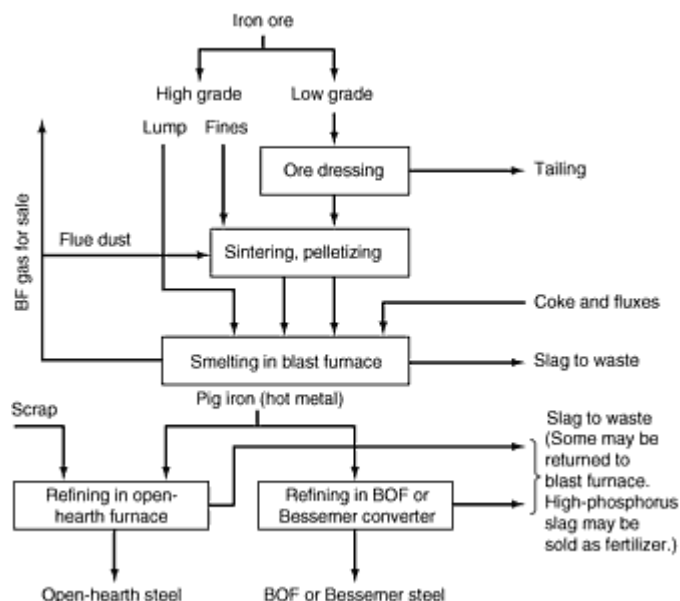 Iron ore
High grade
Low grade
Lump
Fines
Ore dressing
Tailing
BF gas for sale
Flue dust
Sintering, pelletizing
Coke and fluxes
Smelting in blast furnace
Slag to waste
Pig iron (hot metal)
Scrap
Slag to waste
(Some may be
returned to
blast furnace.
High-phosphorus
slag may be
sold as fertilizer.)
Refining in open-
hearth furnace
Refining in BOF or
Bessemer converter
Open-hearth steel
BOF or Bessemer steel